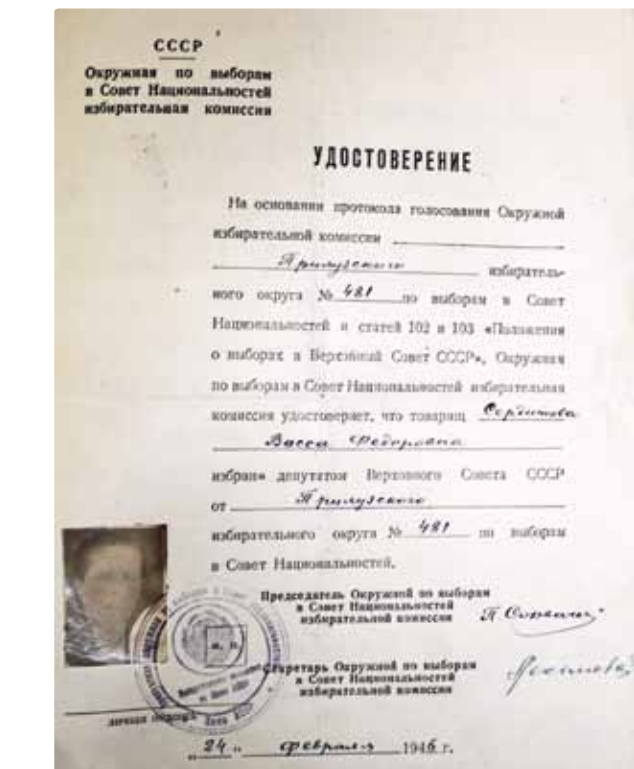 СССР
Окружная по выборам
в Совет Национальностей
избирательная комиссия
УДОСТОВЕРЕНИЕ
На основании протокола голосования Окружной
избирательной комиссии
Прилузского избиратель-
ного округа № 481 по выборам в Совет
Национальностей и статей 102 и 103 «Положения
о выборах в Верховный Совет СССР», Окружная
по выборам в Совет Национальностей избирательная
комиссия удостоверяет, что товарищ
Васса Федоровна
избрана депутатом Верховного Совета СССР
от Прилузского
избирательного округа № 481 по выборам
в Совет Национальностей.
Председатель Окружной по выборам
в Совет Национальностей
избирательной комиссии
м. п.
Секретарь Окружной по выборам
в Совет Национальностей
избирательной комиссии
личная подпись
„24“ февраля 1946 г.